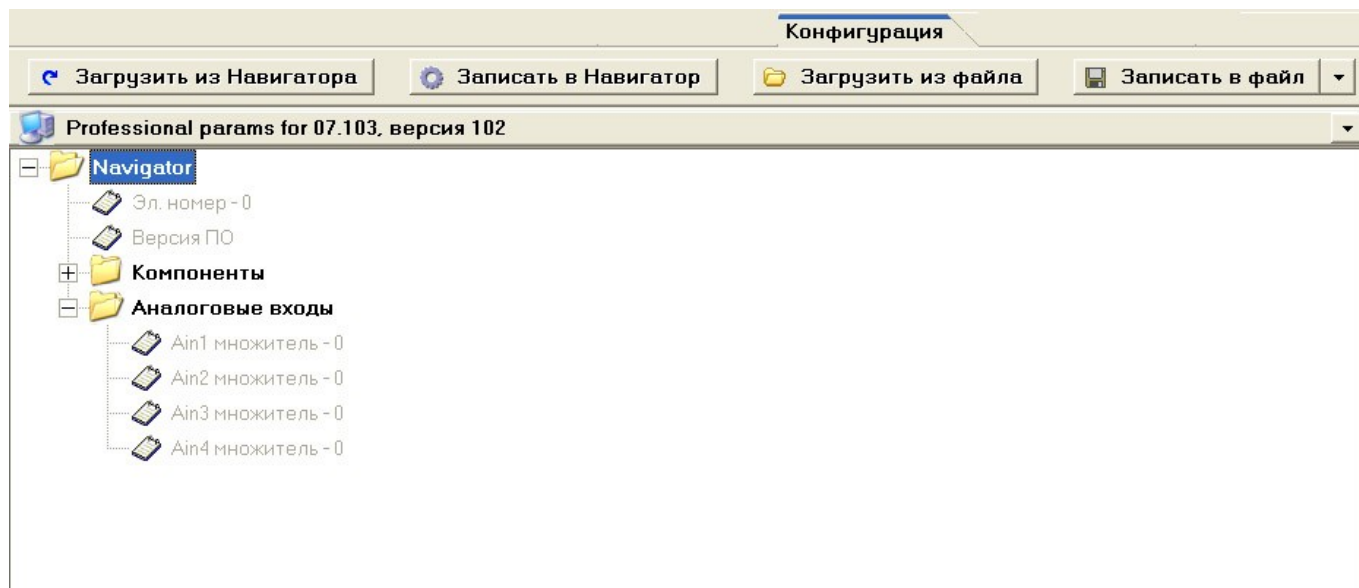 Конфигурация
Загрузить из Навигатора Записать в Навигатор Загрузить из файла Записать в файл
Professional params for 07.103, версия 102
Navigator
Эл. номер - 0
Версия ПО
Компоненты
Аналоговые входы
Ain1 множитель - 0
Ain2 множитель - 0
Ain3 множитель - 0
Ain4 множитель - 0